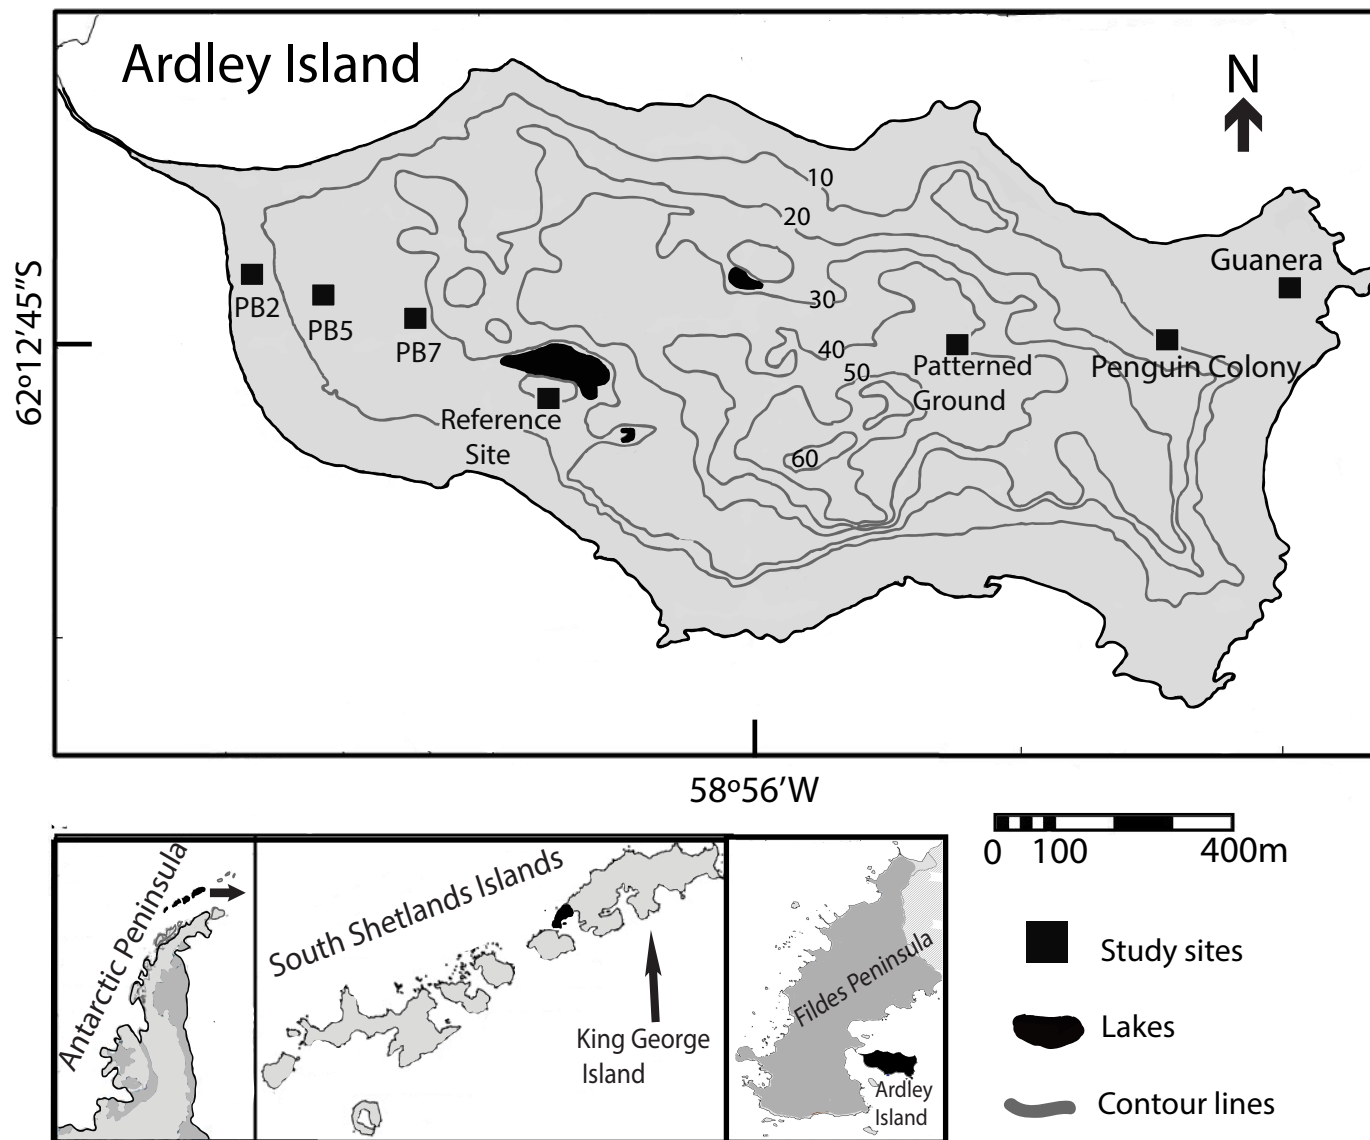 Ardley Island
N
10
20
Guanera
PB2
30
PB5
40
PB7
50
Patterned
Ground
Penguin Colony
Reference
Site
60
62º12′45″S
58º56′W
0 100 400m
Antarctic Peninsula
South Shetlands Islands
King George
Island
Fildes Peninsula
Ardley
Island
Study sites
Lakes
Contour lines